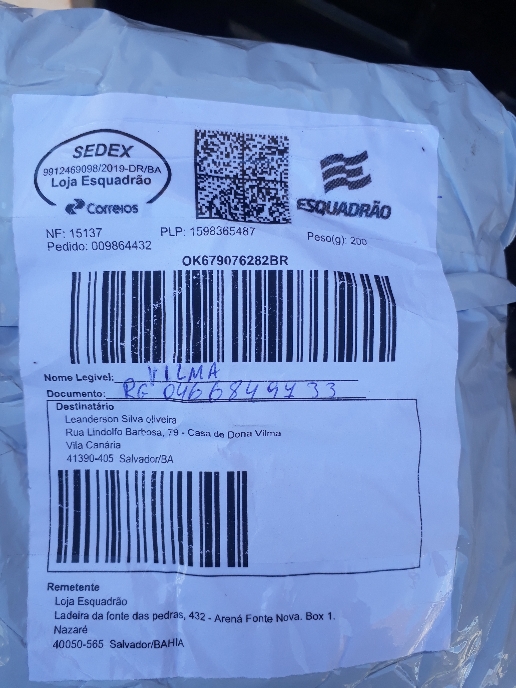 SEDEX
9912469098/2019-DR/BA
Loja Esquadrão
Correios
ESQUADRÃO
NF: 15137 PLP: 1598365487 Peso(g): 200
Pedido: 009864432
OK679076282BR
Nome Legível: VILMA
Documento: RG 0466849733
Destinatário
Leanderson Silva oliveira
Rua Lindolfo Barbosa, 79 - Casa de Dona Vilma
Vila Canária
41390-405 Salvador/BA
Remetente
Loja Esquadrão
Ladeira da fonte das pedras, 432 - Arená Fonte Nova. Box 1.
Nazaré
40050-565 Salvador/BAHIA